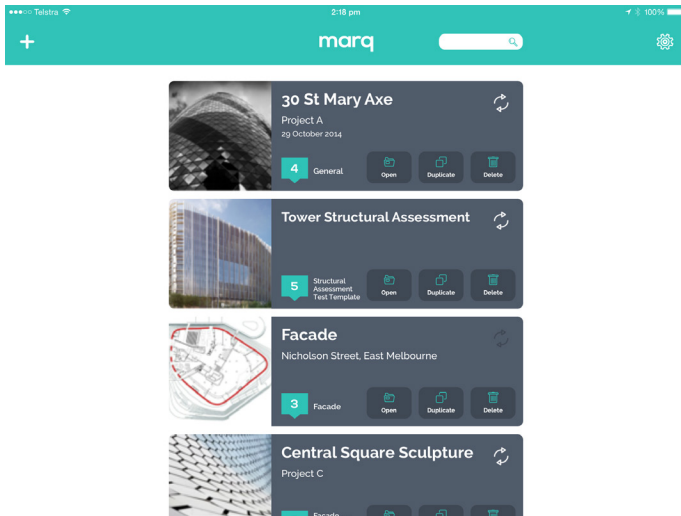 Telstra
2:18 pm
100%
marq
30 St Mary Axe
Project A
29 October 2014
4
General
Open
Duplicate
Delete
Tower Structural Assessment
5
Structural
Assessment
Test Template
Open
Duplicate
Delete
Facade
Nicholson Street, East Melbourne
3
Facade
Open
Duplicate
Delete
Central Square Sculpture
Project C
Facade